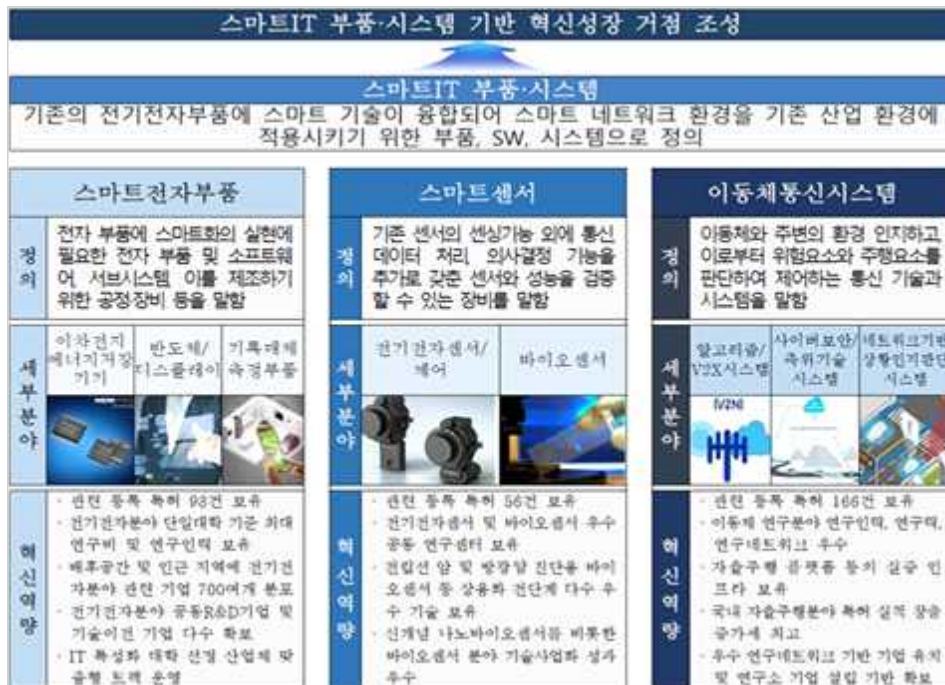 스마트IT 부품·시스템 기반 혁신성장 거점 조성
스마트IT 부품·시스템
기존의 전기전자부품에 스마트 기술이 융합되어 스마트 네트워크 환경을 기존 산업 환경에
적용시키기 위한 부품, SW, 시스템으로 정의
스마트전자부품
정의
전자 부품에 스마트화의 실현에
필요한 전자 부품 및 소프트웨
어, 서브시스템, 이를 제조하기
위한 공정·장비 등을 말함
세부분야
이차전지
에너지저장
기기
반도체/
디스플레이
기록매체
측정부품
혁신역량
· 관련 등록 특허 93건 보유
· 전기전자분야 단일대학 기준 최대
연구비 및 연구인력 보유
· 배후공간 및 인근 지역에 전기전
자분야 관련 기업 700여개 분포
· 전기전자분야 공동R&D기업 및
기술이전 기업 다수 확보
· IT 특성화 대학 선정 산업체 맞
춤형 트랙 운영
스마트센서
정의
기존 센서의 센싱기능 외에 통신
데이터 처리, 의사결정 기능을
추가로 갖춘 센서와 성능을 검증
할 수 있는 장비를 말함
세부분야
전기전자센서/
제어
바이오센서
혁신역량
· 관련 등록 특허 56건 보유
· 전기전자센서 및 바이오센서 우수
공동 연구센터 보유
· 전립선 암 및 방광암 진단용 바이
오센서 등 상용화 전단계 다수 우
수 기술 보유
· 신개념 나노바이오센서를 비롯한
바이오센서 분야 기술사업화 성과
우수
이동체통신시스템
정의
이동체와 주변의 환경 인지하고
이로부터 위험요소와 주행요소를
판단하여 제어하는 통신 기술과
시스템을 말함
세부분야
알고리즘/
V2X시스템
사이버보안/
측위기술
시스템
네트워크기반
상황인지판단
시스템
(V2N)
혁신역량
· 관련 등록 특허 166건 보유
· 이동체 연구분야 연구인력, 연구력,
연구네트워크 우수
· 자율주행 플랫폼 등의 실증 인
프라 보유
· 국내 자율주행분야 특허 실적 창출
증가세 최고
· 우수 연구네트워크 기반 기업 유치
및 연구소 기업 설립 기반 확보